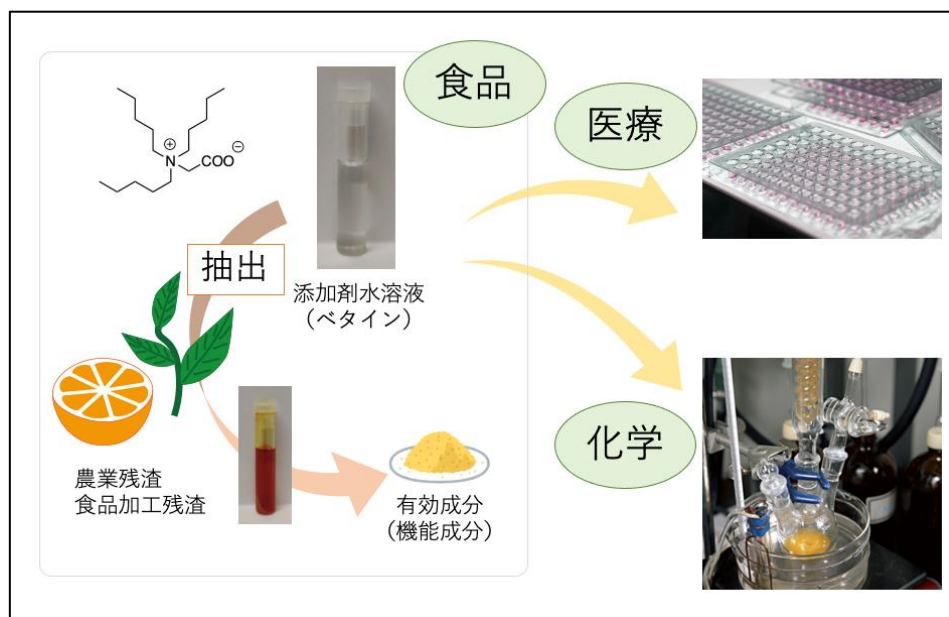 食品
医療
N
+
COO
−
抽出
添加剤水溶液
（ベタイン）
農業残渣
食品加工残渣
有効成分
（機能成分）
化学